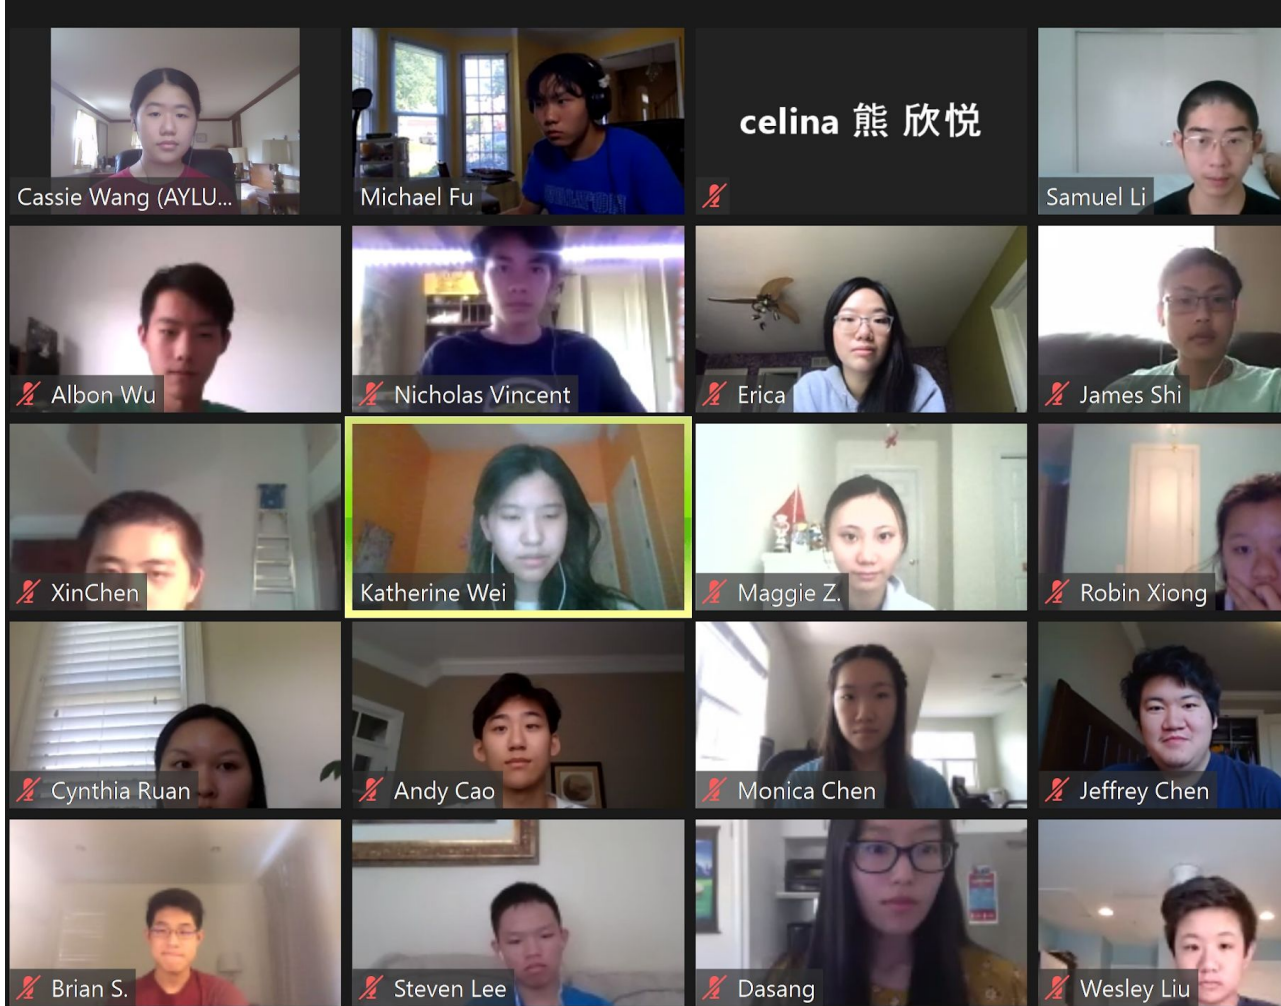 celina 熊 欣悦
Cassie Wang (AYLU...
Michael Fu
Samuel Li
Albon Wu
Nicholas Vincent
Erica
James Shi
XinChen
Katherine Wei
Maggie Z.
Robin Xiong
Cynthia Ruan
Andy Cao
Monica Chen
Jeffrey Chen
Brian S.
Steven Lee
Dasang
Wesley Liu